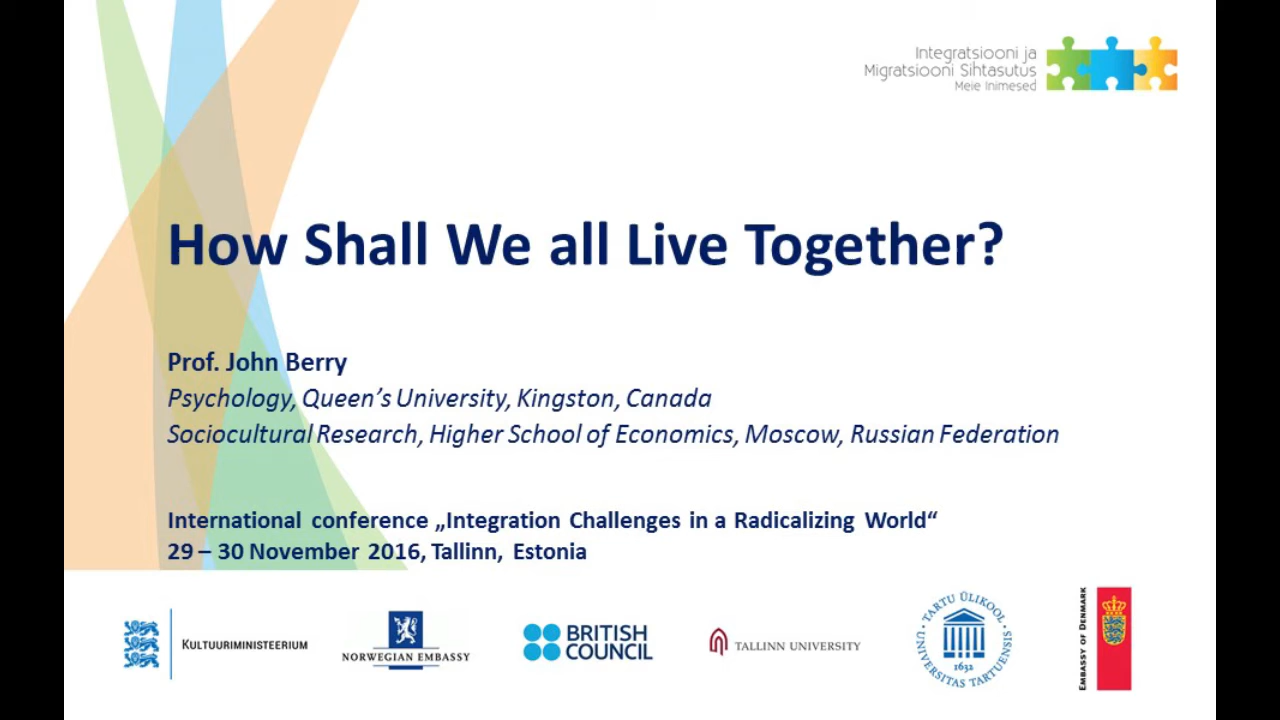 Integratsiooni ja
Migratsiooni Sihtasutus
Meie Inimesed
How Shall We all Live Together?
Prof. John Berry
Psychology, Queen’s University, Kingston, Canada
Sociocultural Research, Higher School of Economics, Moscow, Russian Federation
International conference „Integration Challenges in a Radicalizing World“
29 – 30 November 2016, Tallinn, Estonia
KULTUURIMINISTEERIUM
NORWEGIAN EMBASSY
BRITISH
COUNCIL
TALLINN UNIVERSITY
TARTU ÜLIKOOL
UNIVERSITAS TARTUENSIS
1632
EMBASSY OF DENMARK